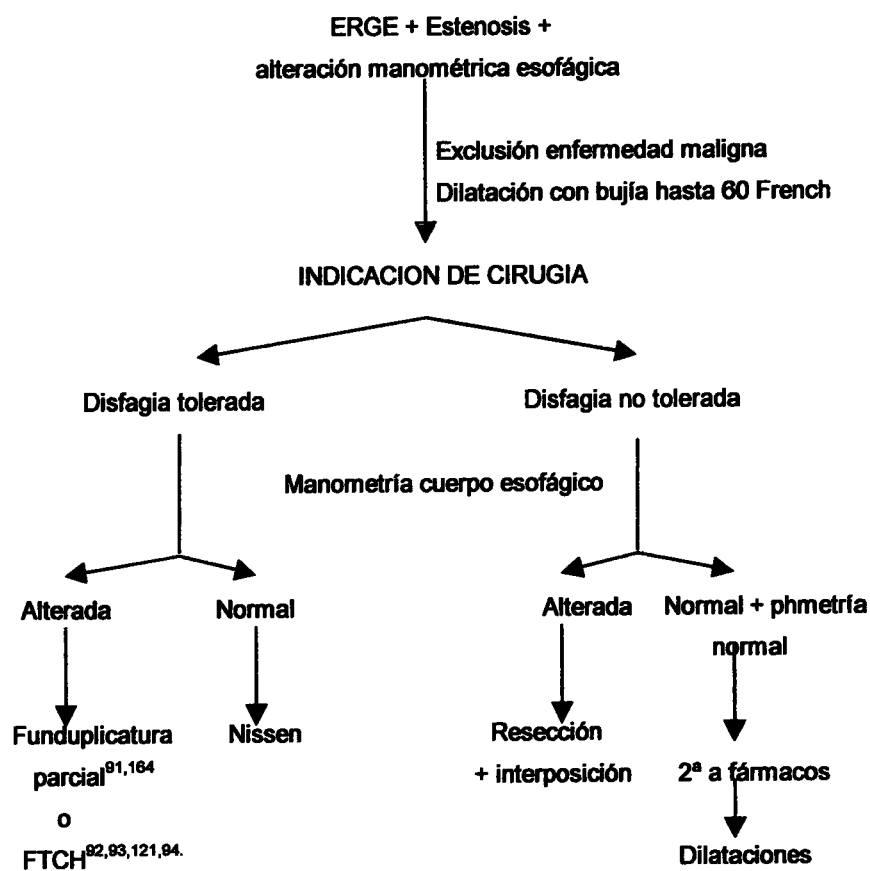 ERGE + Estenosis +
alteración manométrica esofágica
Exclusión enfermedad maligna
Dilatación con bujía hasta 60 French
INDICACION DE CIRUGIA
Disfagia tolerada
Disfagia no tolerada
Manometría cuerpo esofágico
Alterada
Normal
Alterada
Normal + phmetría
normal
Funduplicatura
parcial91,164
o
FTCH92,93,121,94.
Nissen
Resección
+ interposición
2ª a fármacos
Dilataciones